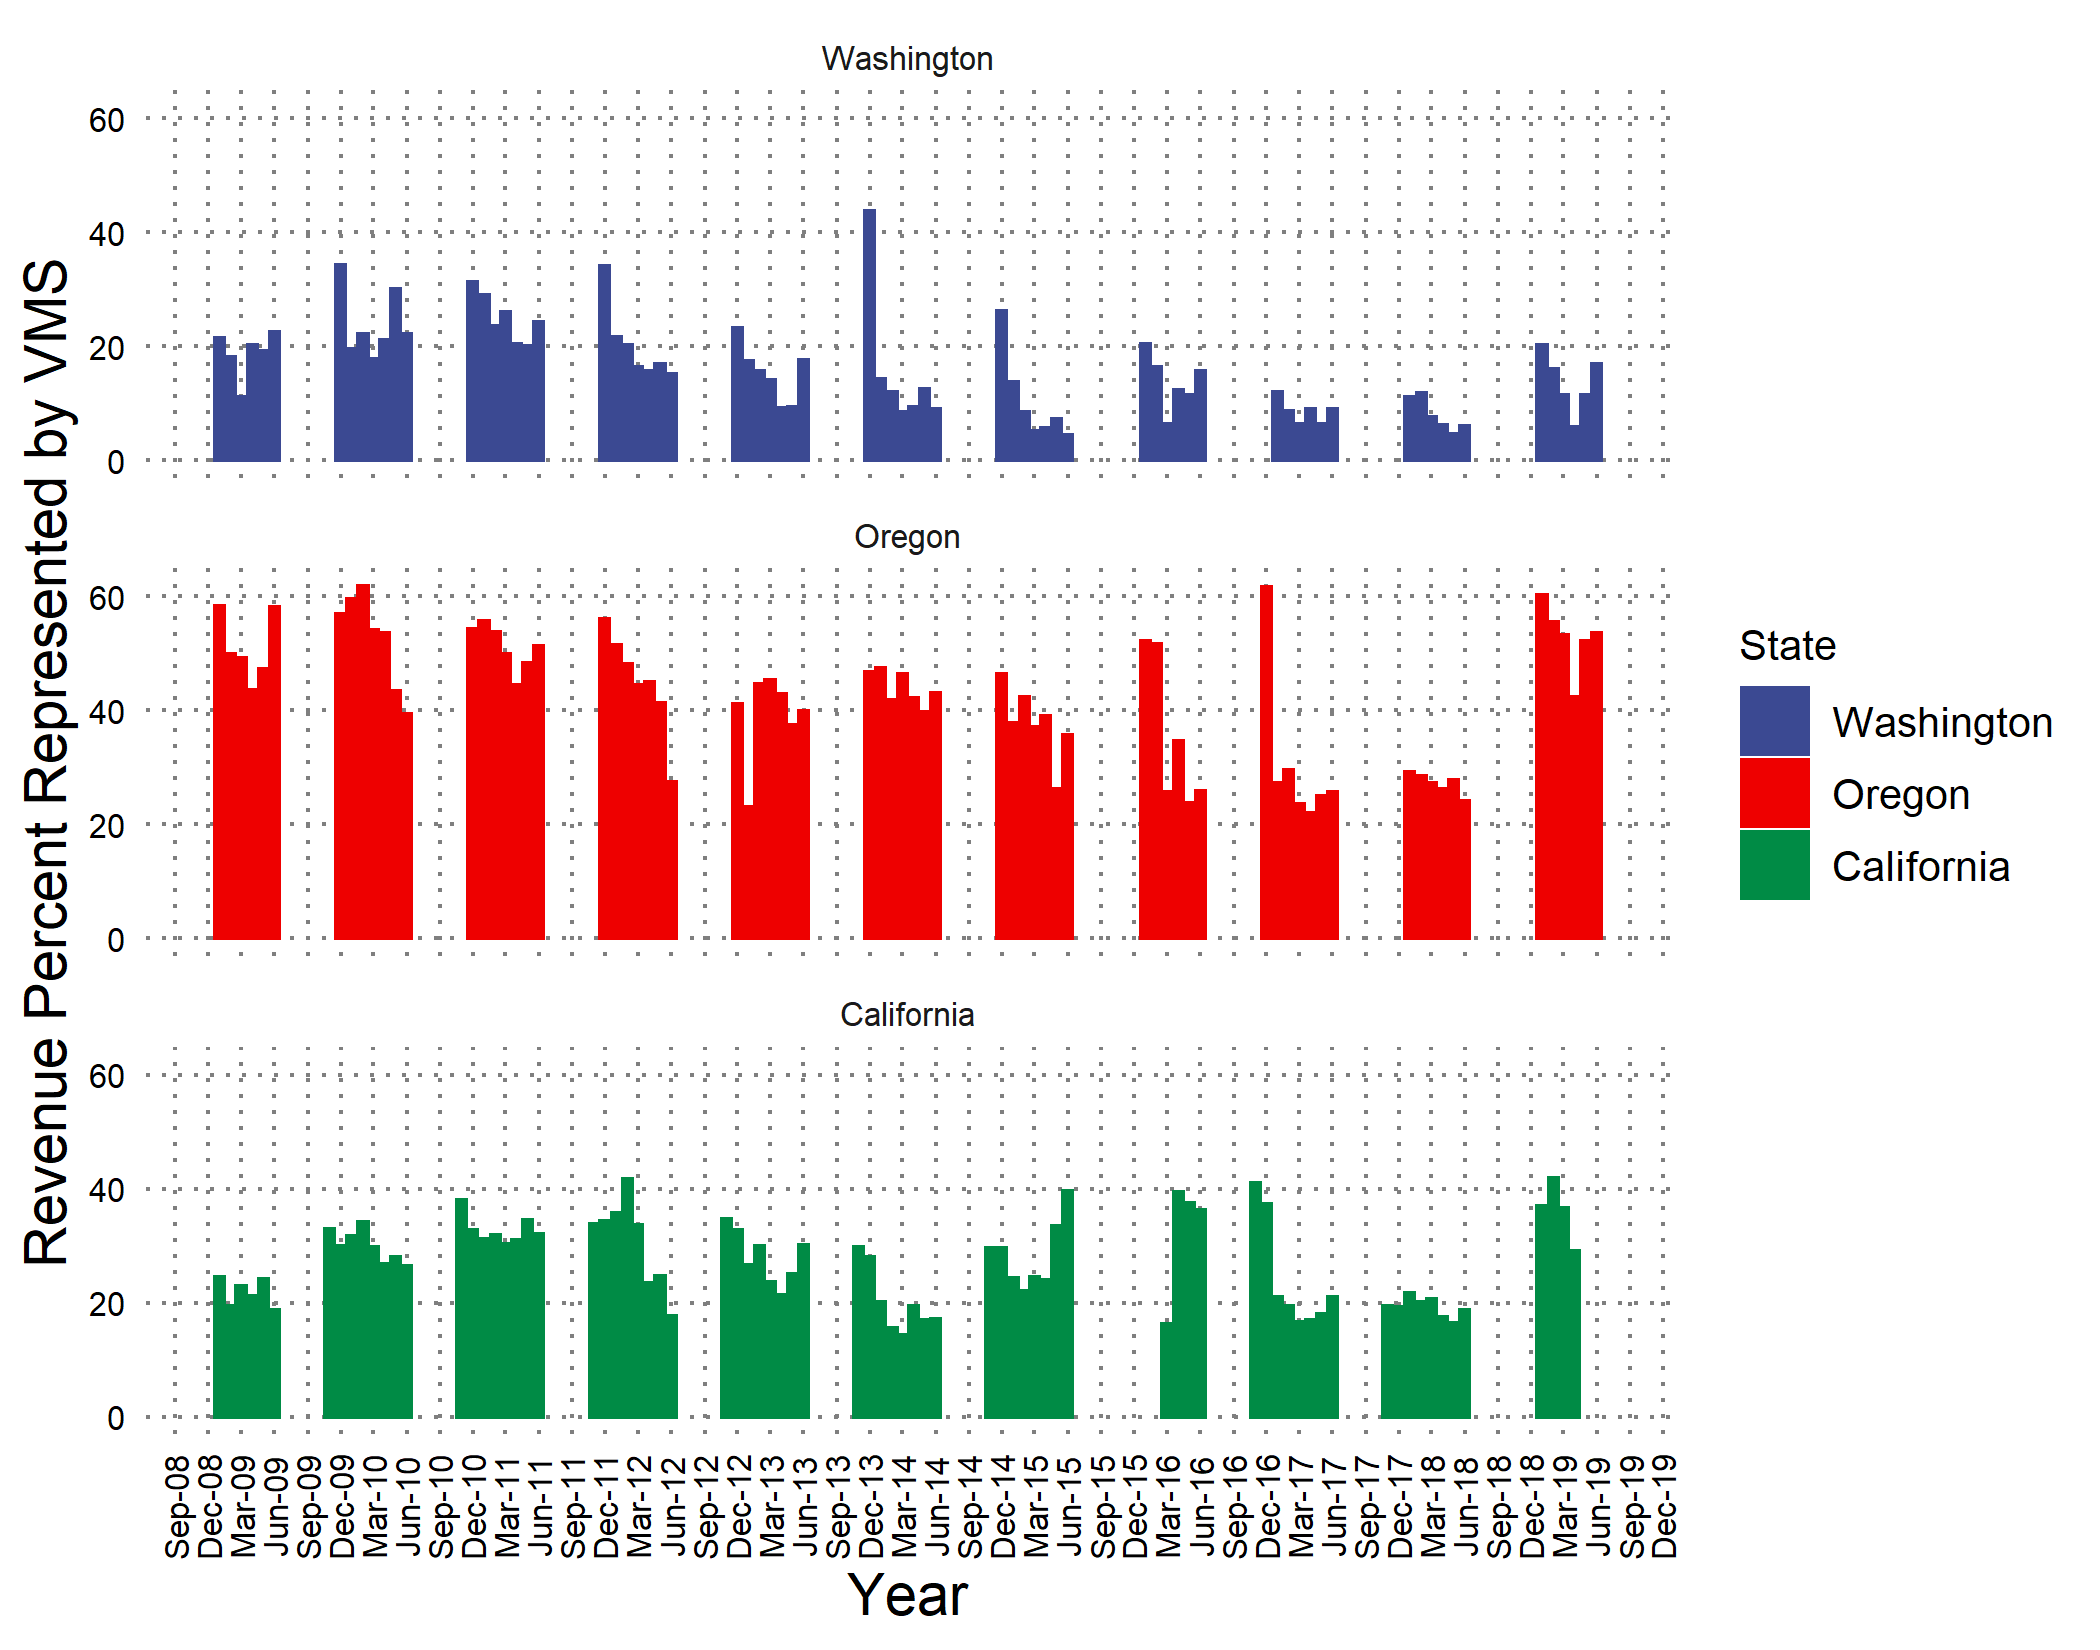 Washington
60
40
20
0
Oregon
60
40
20
0
California
60
40
20
0
Sep-08 Dec-08 Mar-09 Jun-09 Sep-09 Dec-09 Mar-10 Jun-10 Sep-10 Dec-10 Mar-11 Jun-11 Sep-11 Dec-11 Mar-12 Jun-12 Sep-12 Dec-12 Mar-13 Jun-13 Sep-13 Dec-13 Mar-14 Jun-14 Sep-14 Dec-14 Mar-15 Jun-15 Sep-15 Dec-15 Mar-16 Jun-16 Sep-16 Dec-16 Mar-17 Jun-17 Sep-17 Dec-17 Mar-18 Jun-18 Sep-18 Dec-18 Mar-19 Jun-19 Sep-19 Dec-19
Year
Revenue Percent Represented by VMS
State
Washington
Oregon
California